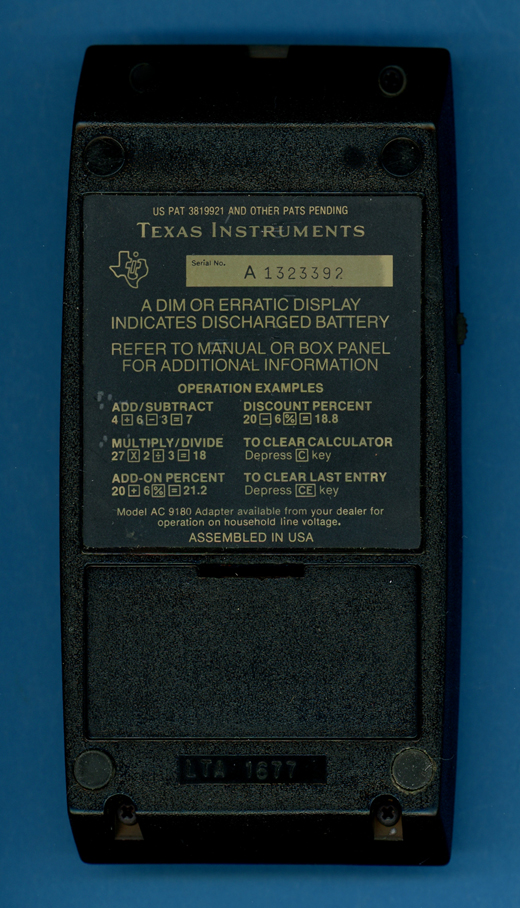 US PAT 3819921 AND OTHER PATS PENDING
TEXAS INSTRUMENTS
Serial No. A 1323392
A DIM OR ERRATIC DISPLAY
INDICATES DISCHARGED BATTERY
REFER TO MANUAL OR BOX PANEL
FOR ADDITIONAL INFORMATION
OPERATION EXAMPLES
ADD/SUBTRACT
4 + 6 − 3 = 7
MULTIPLY/DIVIDE
27 X 2 ÷ 3 = 18
ADD-ON PERCENT
20 + 6 % = 21.2
DISCOUNT PERCENT
20 − 6 % = 18.8
TO CLEAR CALCULATOR
Depress C key
TO CLEAR LAST ENTRY
Depress CE key
Model AC 9180 Adapter available from your dealer for
operation on household line voltage.
ASSEMBLED IN USA
LTA 1677